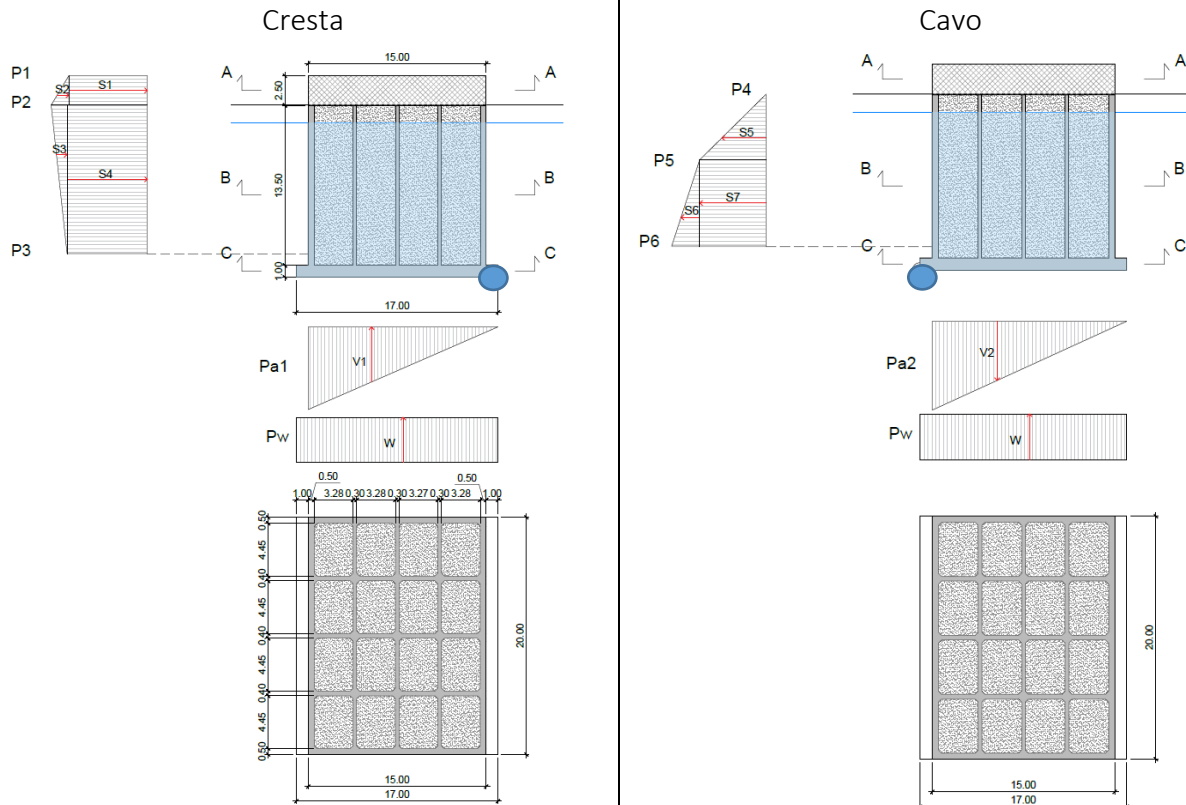 Cresta
15.00
P1
S1
S2
P2
A
A
2.50
S3
S4
B
B
13.50
P3
C
C
1.00
17.00
Pa1
V1
Pw
W
0.50
0.50
1.00
3.28
0.30
3.28
0.30
3.27
0.30
3.28
1.00
0.50
4.45
0.40
4.45
0.40
4.45
0.40
4.45
0.50
20.00
15.00
17.00
Cavo
A
A
P4
S5
P5
B
B
S7
S6
P6
C
C
Pa2
V2
Pw
W
20.00
15.00
17.00